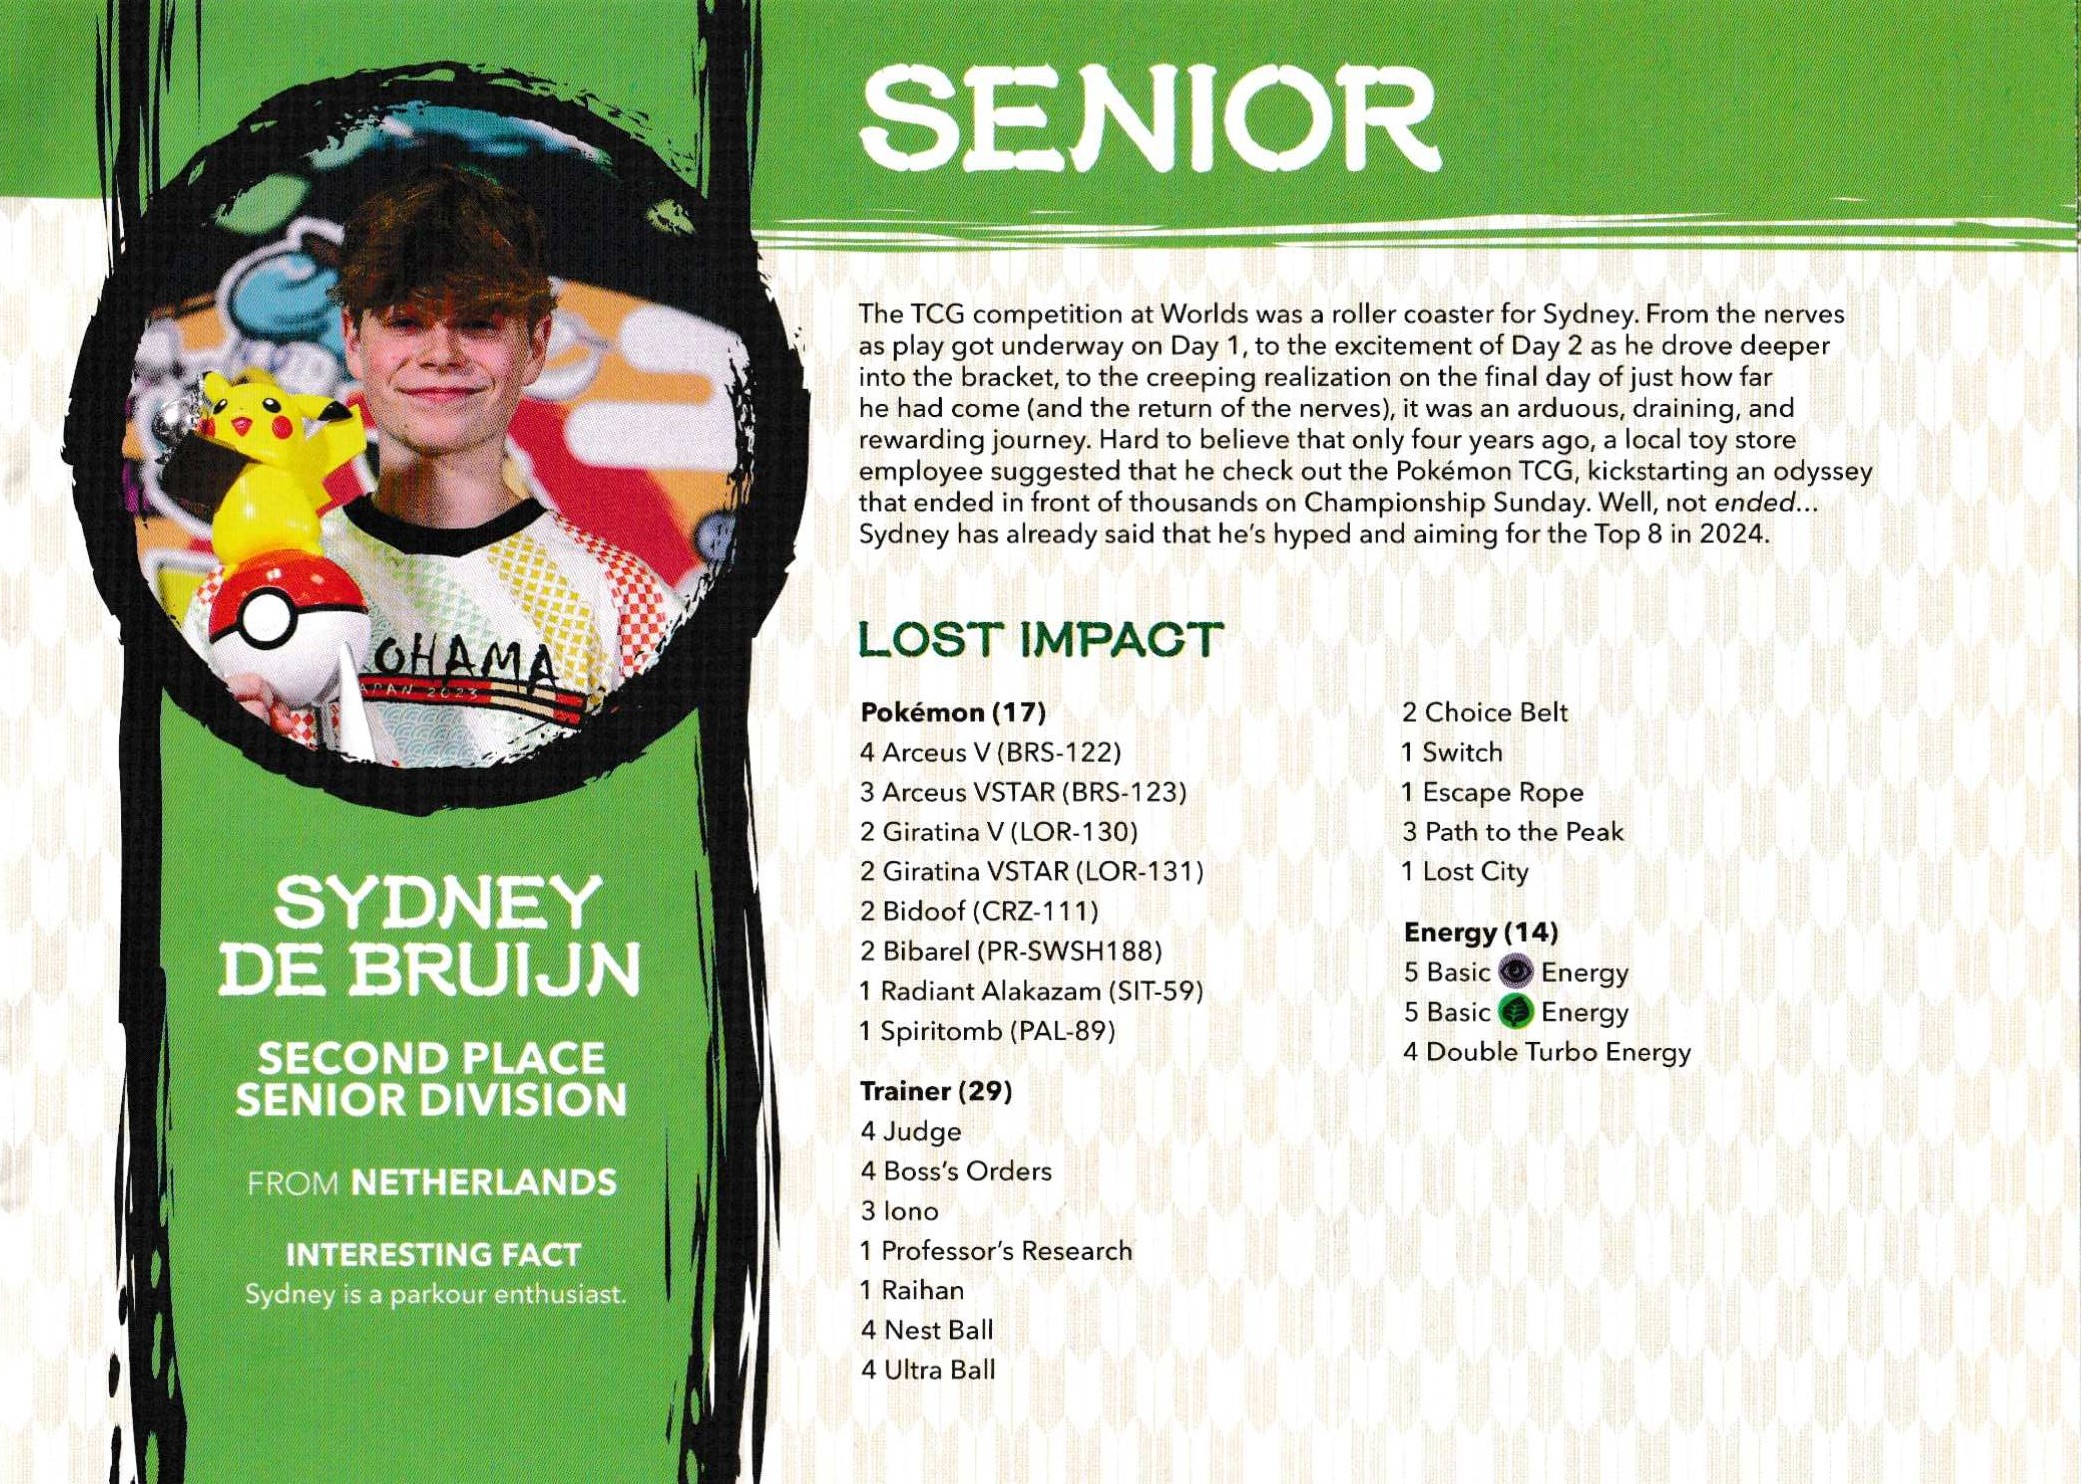 SENIOR
The TCG competition at Worlds was a roller coaster for Sydney. From the nerves
as play got underway on Day 1, to the excitement of Day 2 as he drove deeper
into the bracket, to the creeping realization on the final day of just how far
he had come (and the return of the nerves), it was an arduous, draining, and
rewarding journey. Hard to believe that only four years ago, a local toy store
employee suggested that he check out the Pokémon TCG, kickstarting an odyssey
that ended in front of thousands on Championship Sunday. Well, not ended...
Sydney has already said that he's hyped and aiming for the Top 8 in 2024.
OHAMA
APAN 2023
SYDNEY
DE BRUIJN
SECOND PLACE
SENIOR DIVISION
FROM NETHERLANDS
INTERESTING FACT
Sydney is a parkour enthusiast.
LOST IMPACT
Pokémon (17)
4 Arceus V (BRS-122)
3 Arceus VSTAR (BRS-123)
2 Giratina V (LOR-130)
2 Giratina VSTAR (LOR-131)
2 Bidoof (CRZ-111)
2 Bibarel (PR-SWSH188)
1 Radiant Alakazam (SIT-59)
1 Spiritomb (PAL-89)
Trainer (29)
4 Judge
4 Boss's Orders
3 Iono
1 Professor's Research
1 Raihan
4 Nest Ball
4 Ultra Ball
2 Choice Belt
1 Switch
1 Escape Rope
3 Path to the Peak
1 Lost City
Energy (14)
5 Basic Energy
5 Basic Energy
4 Double Turbo Energy